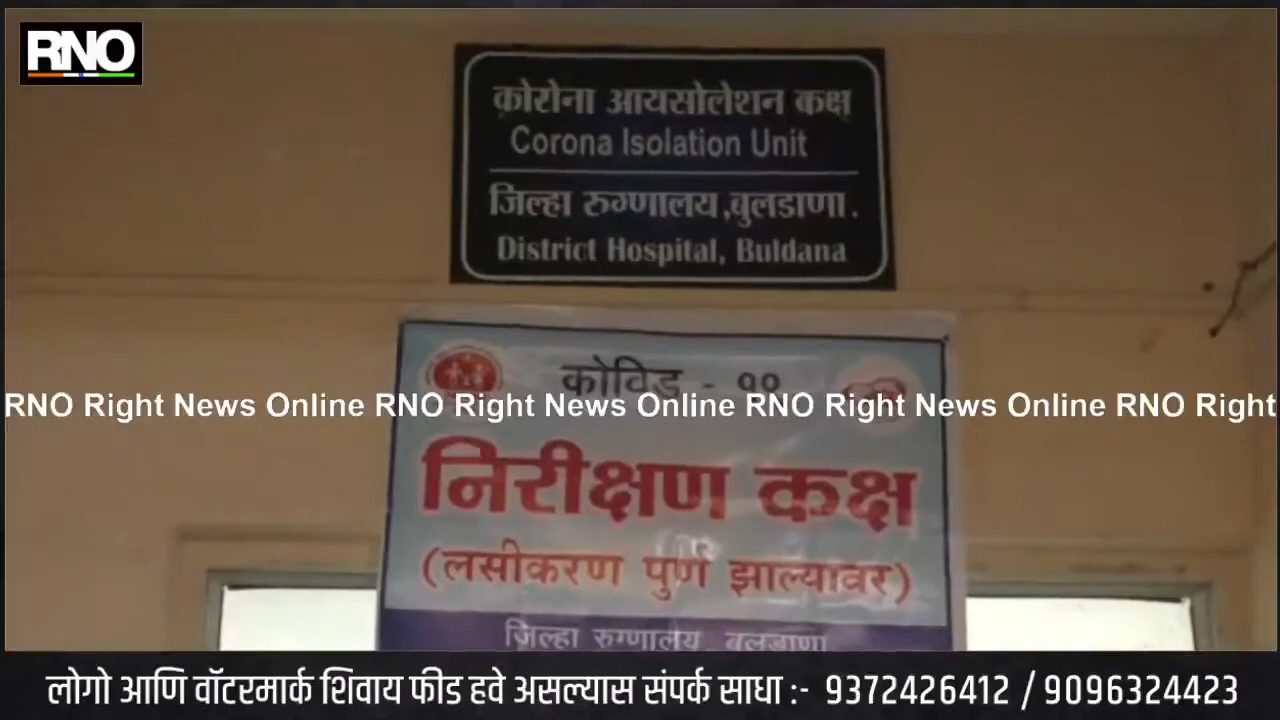 RNO
कोरोना आयसोलेशन कक्ष
Corona Isolation Unit
जिल्हा रुग्णालय,बुलडाणा.
District Hospital, Buldana
कोविड - १९
RNO Right News Online RNO Right News Online RNO Right News Online RNO Right
निरीक्षण कक्ष
(लसीकरण पुर्ण झाल्यावर)
जिल्हा रुग्णालय, बुलडाणा
लोगो आणि वॉटरमार्क शिवाय फीड हवे असल्यास संपर्क साधा :- 9372426412 / 9096324423